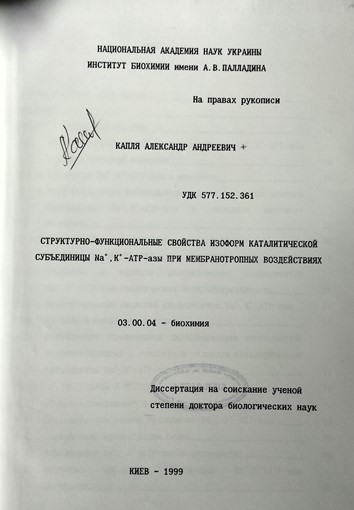 НАЦИОНАЛЬНАЯ АКАДЕМИЯ НАУК УКРАИНЫ
ИНСТИТУТ БИОХИМИИ имени А.В.ПАЛЛАДИНА
На правах рукописи
КАПЛЯ АЛЕКСАНДР АНДРЕЕВИЧ +
УДК 577.152.361
СТРУКТУРНО-ФУНКЦИОНАЛЬНЫЕ СВОЙСТВА ИЗОФОРМ КАТАЛИТИЧЕСКОЙ
СУБЪЕДИНИЦЫ Na⁺,K⁺-АТР-азы ПРИ МЕМБРАНОТРОПНЫХ ВОЗДЕЙСТВИЯХ
03.00.04 - биохимия
Диссертация на соискание ученой
степени доктора биологических наук
КИЕВ - 1999